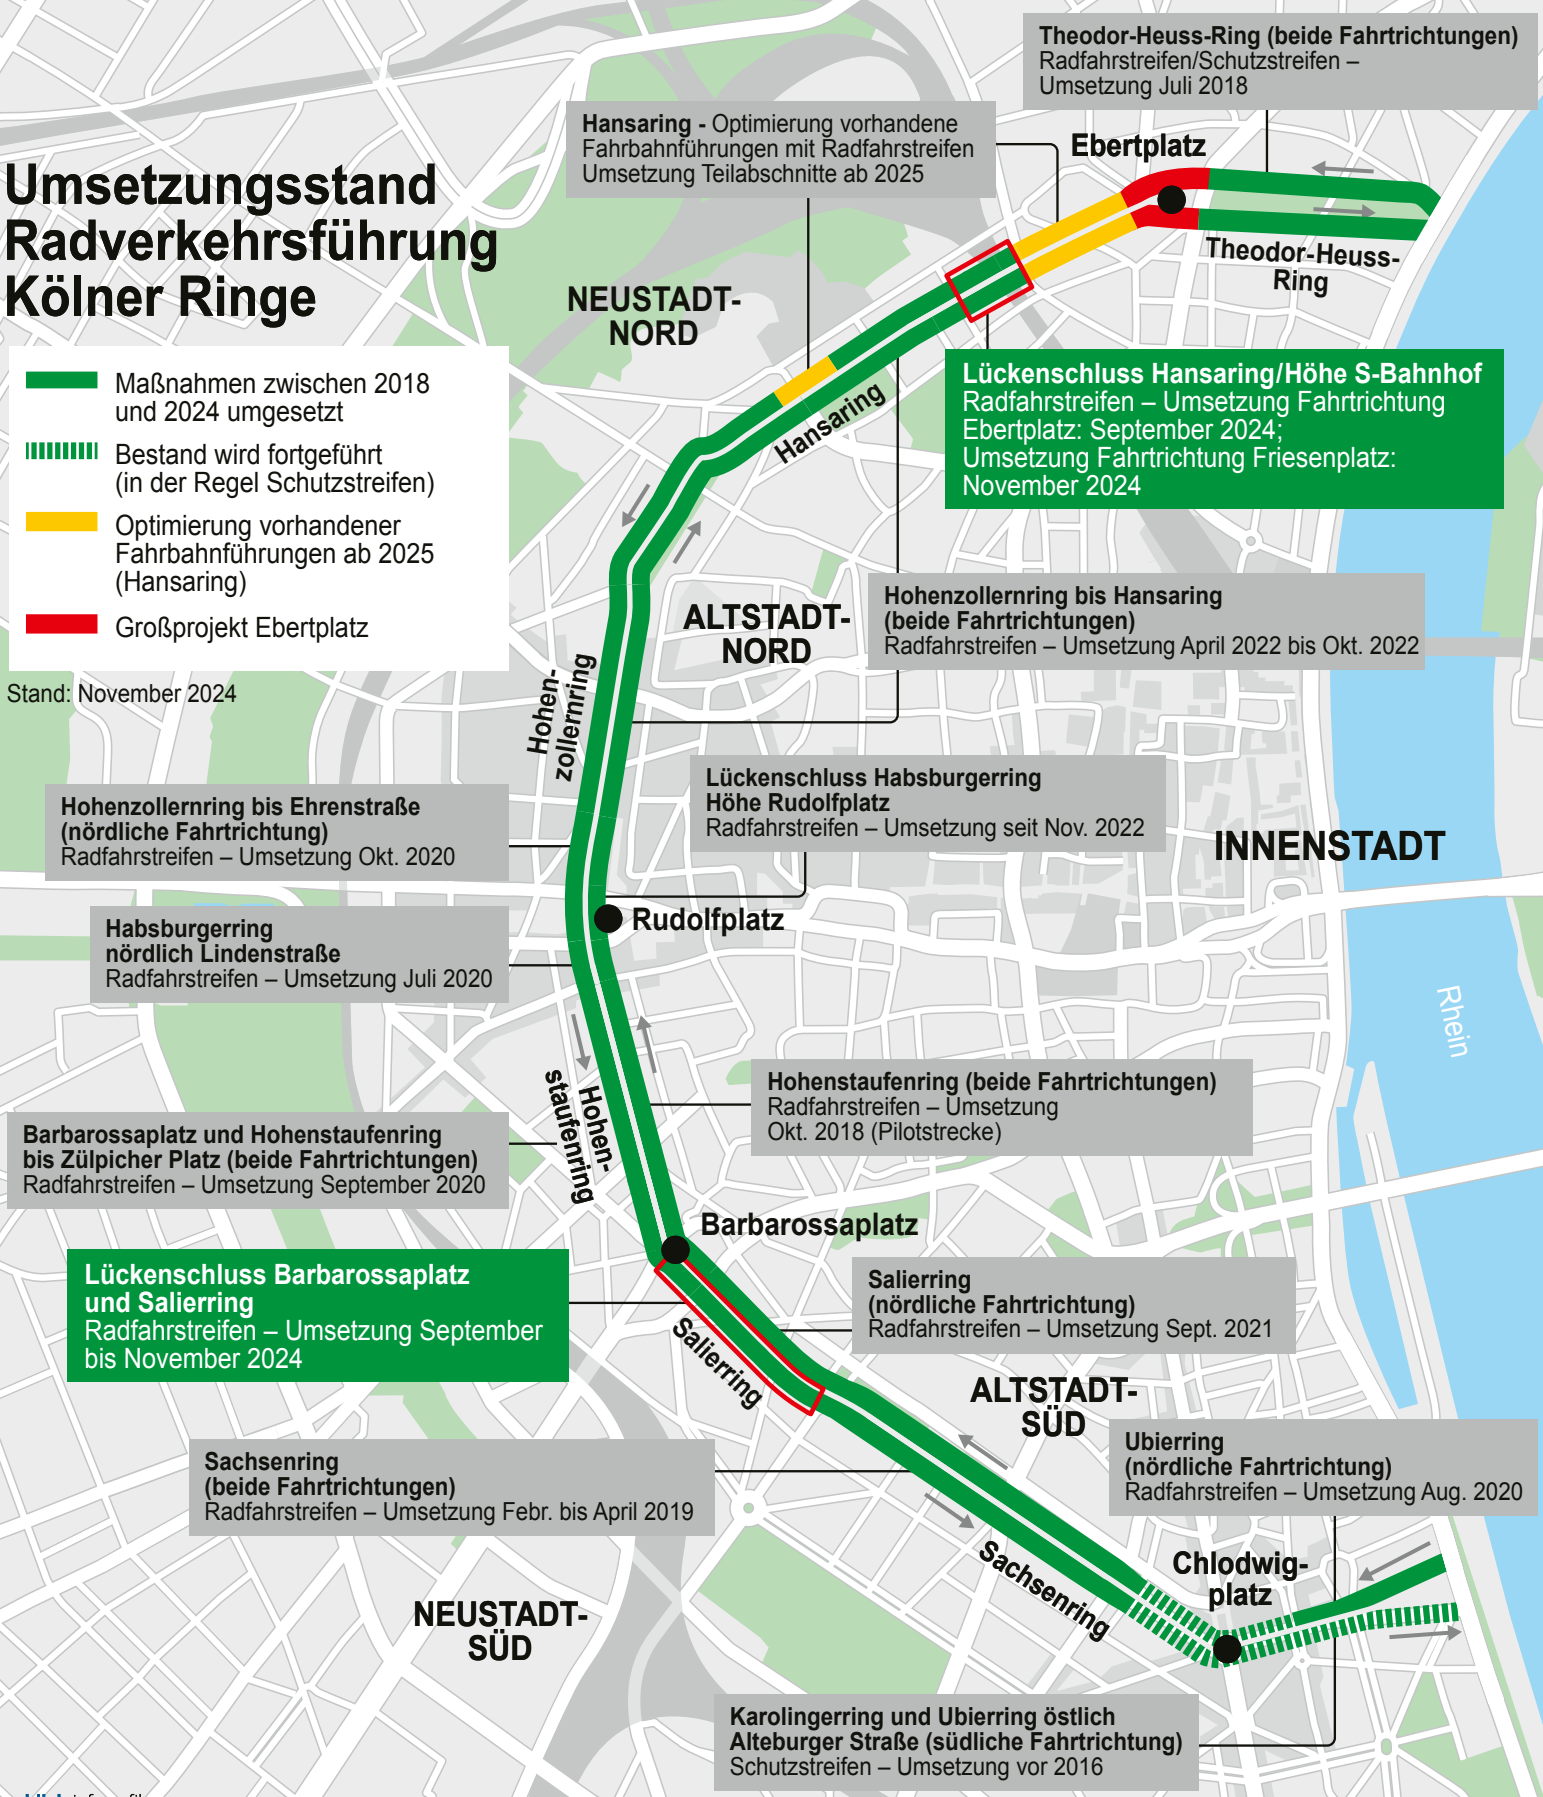 Umsetzungsstand
Radverkehrsführung
Kölner Ringe
Maßnahmen zwischen 2018
und 2024 umgesetzt
Bestand wird fortgeführt
(in der Regel Schutzstreifen)
Optimierung vorhandener
Fahrbahnführungen ab 2025
(Hansaring)
Großprojekt Ebertplatz
Stand: November 2024
Theodor-Heuss-Ring (beide Fahrtrichtungen)
Radfahrstreifen/Schutzstreifen –
Umsetzung Juli 2018
Hansaring - Optimierung vorhandene
Fahrbahnführungen mit Radfahrstreifen
Umsetzung Teilabschnitte ab 2025
Ebertplatz
Theodor-Heuss-
Ring
NEUSTADT-
NORD
Hansaring
Lückenschluss Hansaring/Höhe S-Bahnhof
Radfahrstreifen – Umsetzung Fahrtrichtung
Ebertplatz: September 2024;
Umsetzung Fahrtrichtung Friesenplatz:
November 2024
ALTSTADT-
NORD
Hohenzollernring bis Hansaring
(beide Fahrtrichtungen)
Radfahrstreifen – Umsetzung April 2022 bis Okt. 2022
Hohen-
zollernring
Lückenschluss Habsburgerring
Höhe Rudolfplatz
Radfahrstreifen – Umsetzung seit Nov. 2022
Hohenzollernring bis Ehrenstraße
(nördliche Fahrtrichtung)
Radfahrstreifen – Umsetzung Okt. 2020
INNENSTADT
Rudolfplatz
Habsburgerring
nördlich Lindenstraße
Radfahrstreifen – Umsetzung Juli 2020
Rhein
Hohenstaufenring (beide Fahrtrichtungen)
Radfahrstreifen – Umsetzung
Okt. 2018 (Pilotstrecke)
Hohen-
staufenring
Barbarossaplatz und Hohenstaufenring
bis Zülpicher Platz (beide Fahrtrichtungen)
Radfahrstreifen – Umsetzung September 2020
Barbarossaplatz
Lückenschluss Barbarossaplatz
und Salierring
Radfahrstreifen – Umsetzung September
bis November 2024
Salierring
(nördliche Fahrtrichtung)
Radfahrstreifen – Umsetzung Sept. 2021
Salierring
ALTSTADT-
SÜD
Ubierring
(nördliche Fahrtrichtung)
Radfahrstreifen – Umsetzung Aug. 2020
Sachsenring
(beide Fahrtrichtungen)
Radfahrstreifen – Umsetzung Febr. bis April 2019
Sachsenring
Chlodwig-
platz
NEUSTADT-
SÜD
Karolingerring und Ubierring östlich
Alteburger Straße (südliche Fahrtrichtung)
Schutzstreifen – Umsetzung vor 2016